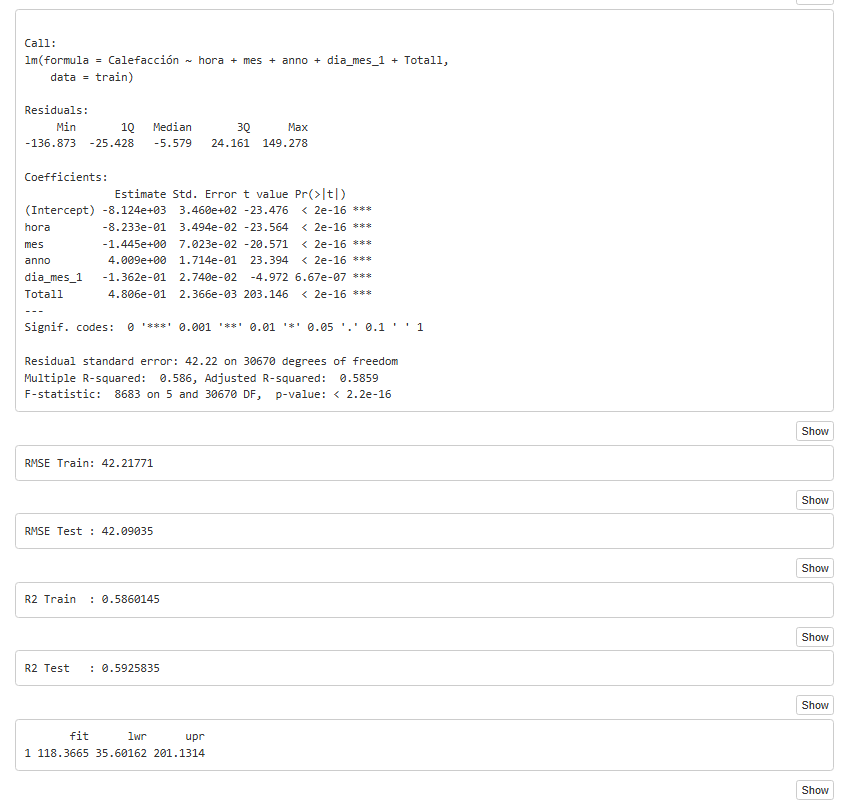 Call:
lm(formula = Calefacción ~ hora + mes + anno + dia_mes_1 + Totall,
    data = train)
Residuals:
     Min       1Q   Median       3Q      Max
-136.873  -25.428   -5.579   24.161  149.278
Coefficients:
              Estimate Std. Error t value Pr(>|t|)
(Intercept) -8.124e+03  3.460e+02 -23.476  < 2e-16 ***
hora        -8.233e-01  3.494e-02 -23.564  < 2e-16 ***
mes         -1.445e+00  7.023e-02 -20.571  < 2e-16 ***
anno         4.009e+00  1.714e-01  23.394  < 2e-16 ***
dia_mes_1   -1.362e-01  2.740e-02  -4.972 6.67e-07 ***
Totall       4.806e-01  2.366e-03 203.146  < 2e-16 ***
---
Signif. codes:  0 '***' 0.001 '**' 0.01 '*' 0.05 '.' 0.1 ' ' 1
Residual standard error: 42.22 on 30670 degrees of freedom
Multiple R-squared:  0.586, Adjusted R-squared:  0.5859
F-statistic:  8683 on 5 and 30670 DF,  p-value: < 2.2e-16
Show
RMSE Train: 42.21771
Show
RMSE Test : 42.09035
Show
R2 Train  : 0.5860145
Show
R2 Test   : 0.5925835
Show
       fit      lwr      upr
1 118.3665 35.60162 201.1314
Show